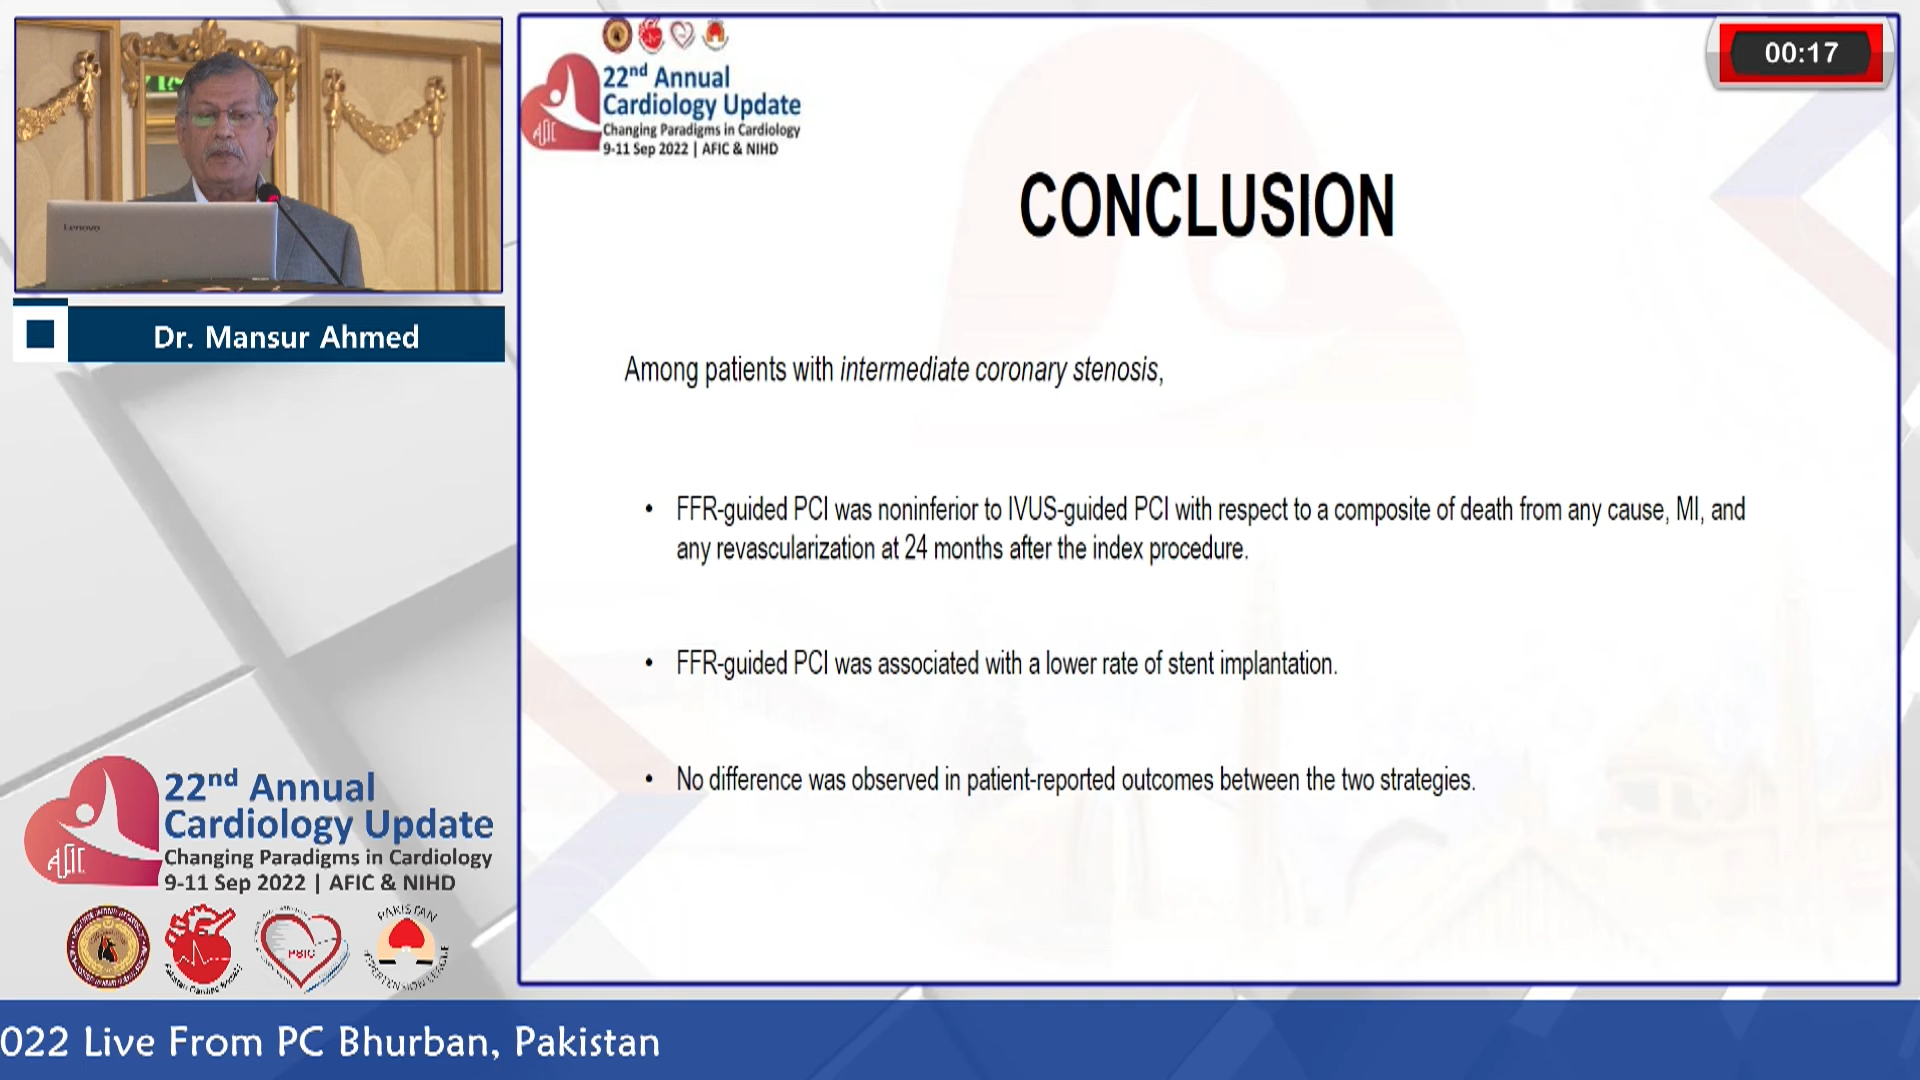 Lenovo
Dr. Mansur Ahmed
22nd Annual
Cardiology Update
Changing Paradigms in Cardiology
9-11 Sep 2022 | AFIC & NIHD
00:17
CONCLUSION
Among patients with intermediate coronary stenosis,
• FFR-guided PCI was noninferior to IVUS-guided PCI with respect to a composite of death from any cause, MI, and
any revascularization at 24 months after the index procedure.
• FFR-guided PCI was associated with a lower rate of stent implantation.
• No difference was observed in patient-reported outcomes between the two strategies.
22nd Annual
Cardiology Update
Changing Paradigms in Cardiology
9-11 Sep 2022 | AFIC & NIHD
PAKISTAN
HYPERTENSION LEAGUE
PSIC
022 Live From PC Bhurban, Pakistan